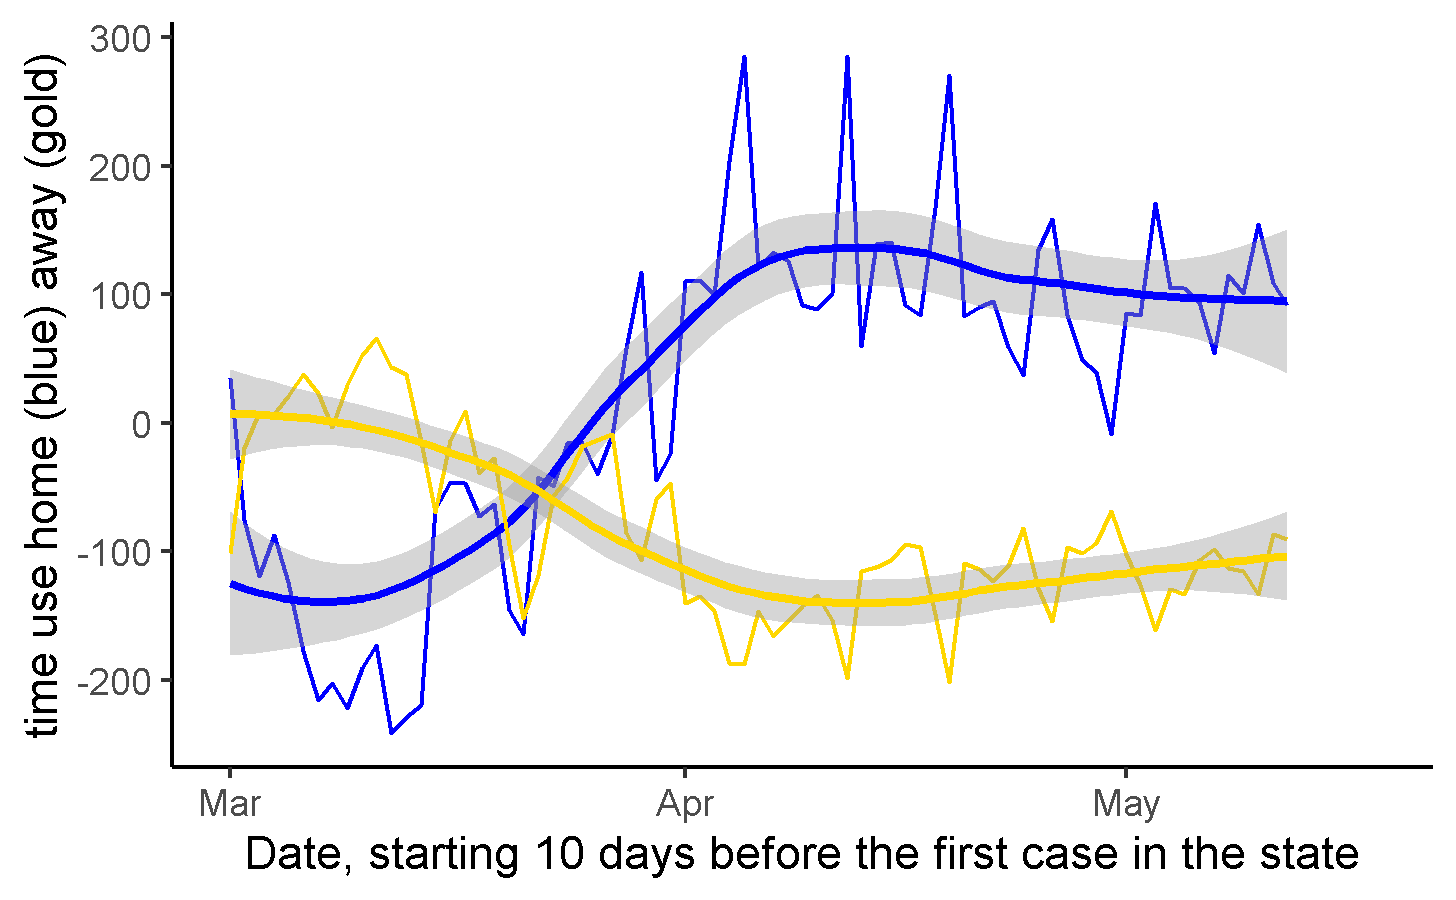 time use home (blue) away (gold)
300
200
100
0
-100
-200
Mar
Apr
May
Date, starting 10 days before the first case in the state